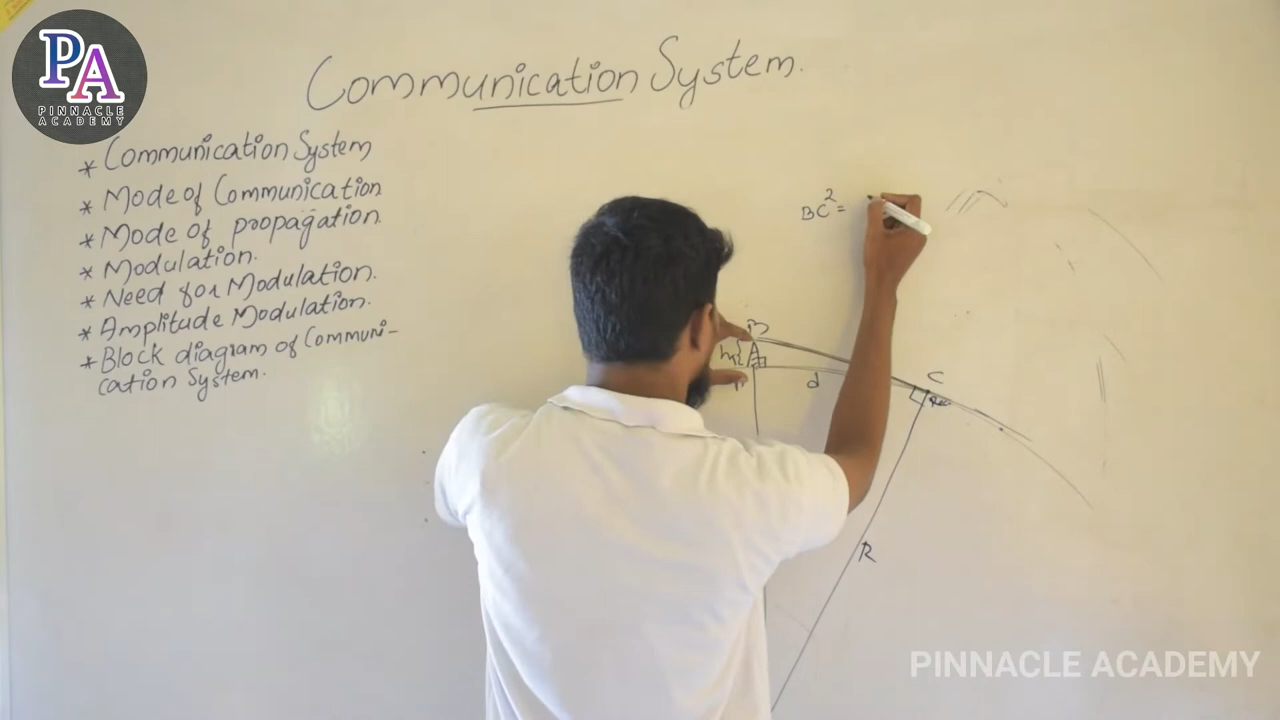 PA
PINNACLE
ACADEMY
Communication System.
* Communication System
* Mode of Communication
* Mode of propagation
* Modulation.
* Need for Modulation.
* Amplitude Modulation.
* Block diagram of Communi-
cation System.
BC²=
B
h
d
C
R
PINNACLE ACADEMY